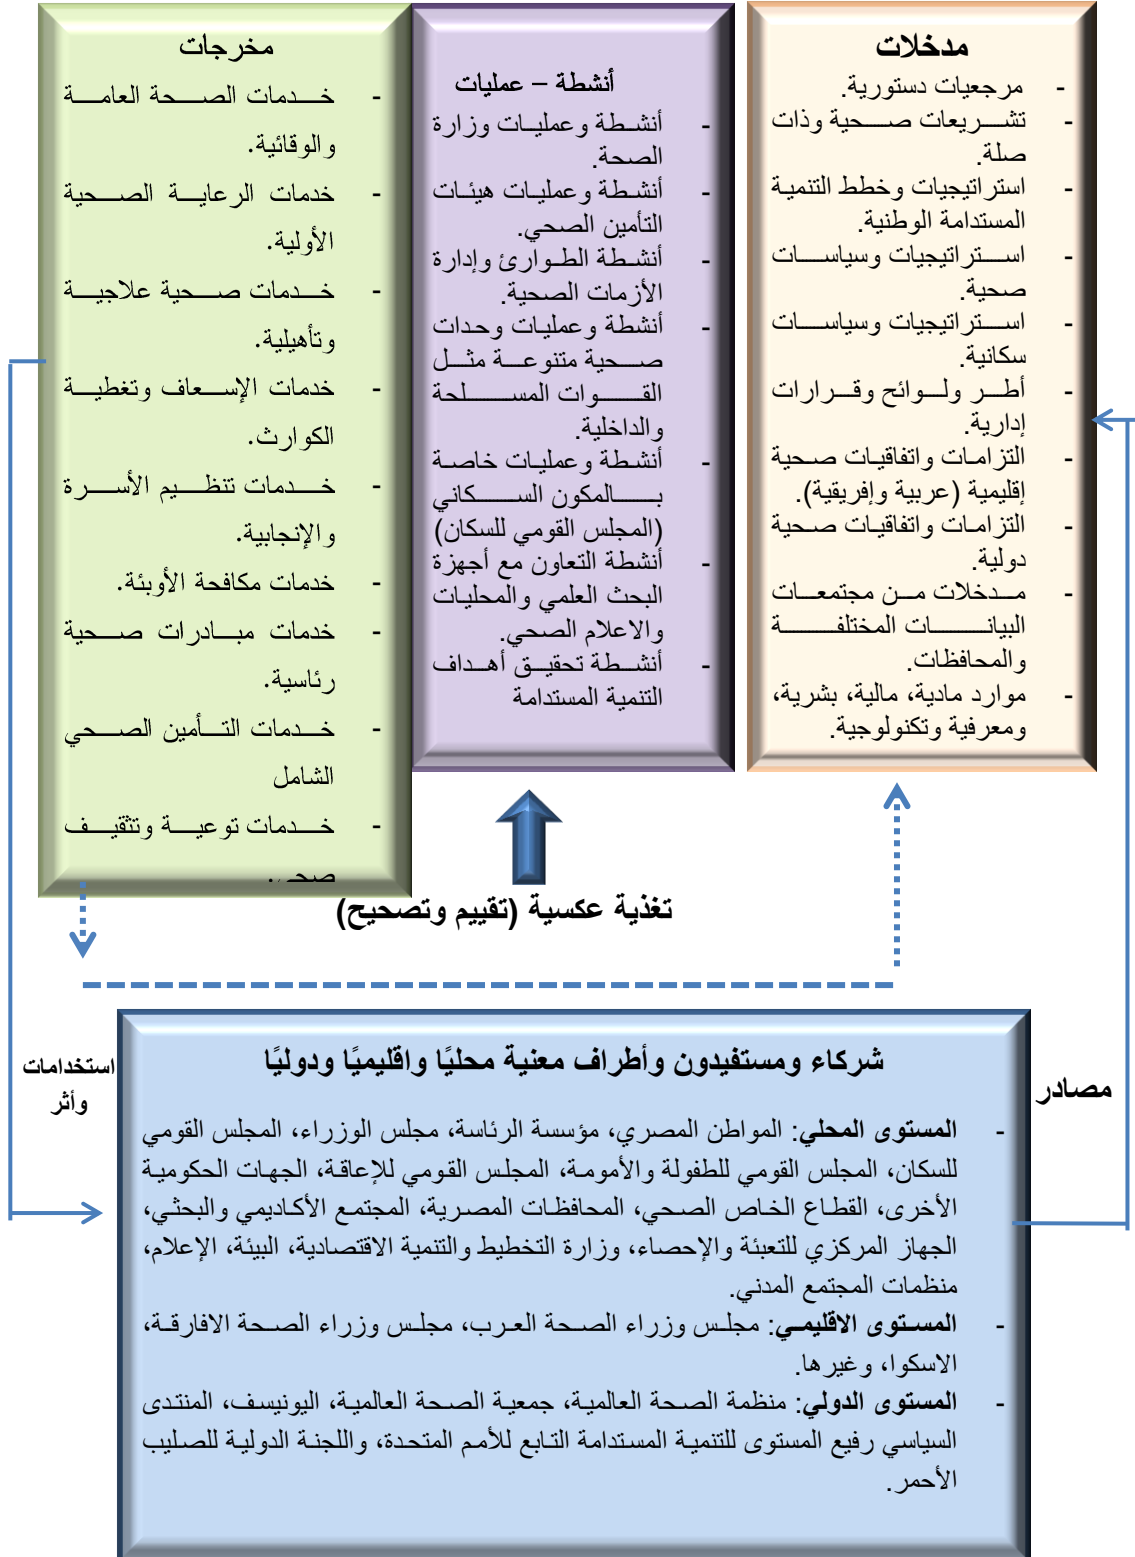 مدخلات
- مرجعيات دستورية.
- تشريعات صحية وذات
صلة.
- استراتيجيات وخطط التنمية
المستدامة الوطنية.
- استراتيجيات وسياسات
صحية.
- استراتيجيات وسياسات
سكانية.
- أطر ولوائح وقرارات
إدارية.
- التزامات واتفاقيات صحية
إقليمية (عربية وإفريقية).
- التزامات واتفاقيات صحية
دولية.
- مدخلات من مجتمعات
البيانات المختلفة
والمحافظات.
- موارد مادية، مالية، بشرية،
ومعرفية وتكنولوجية.
أنشطة – عمليات
- أنشطة وعمليات وزارة
الصحة.
- أنشطة وعمليات هيئات
التأمين الصحي.
- أنشطة الطوارئ وإدارة
الأزمات الصحية.
- أنشطة وعمليات وحدات
صحية متنوعة مثل
القوات المسلحة
والداخلية.
- أنشطة وعمليات خاصة
بالمكون السكاني
(المجلس القومي للسكان)
- أنشطة التعاون مع أجهزة
البحث العلمي والمحليات
والاعلام الصحي.
- أنشطة تحقيق أهداف
التنمية المستدامة
مخرجات
- خدمات الصحة العامة
والوقائية.
- خدمات الرعاية الصحية
الأولية.
- خدمات صحية علاجية
وتأهيلية.
- خدمات الإسعاف وتغطية
الكوارث.
- خدمات تنظيم الأسرة
والإنجابية.
- خدمات مكافحة الأوبئة.
- خدمات مبادرات صحية
رئاسية.
- خدمات التأمين الصحي
الشامل
- خدمات توعية وتثقيف
صحي.
تغذية عكسية (تقييم وتصحيح)
مصادر
استخدامات
وأثر
شركاء ومستفيدون وأطراف معنية محليًا واقليميًا ودوليًا
- المستوى المحلي: المواطن المصري، مؤسسة الرئاسة، مجلس الوزراء، المجلس القومي
للسكان، المجلس القومي للطفولة والأمومة، المجلس القومي للإعاقة، الجهات الحكومية
الأخرى، القطاع الخاص الصحي، المحافظات المصرية، المجتمع الأكاديمي والبحثي،
الجهاز المركزي للتعبئة والإحصاء، وزارة التخطيط والتنمية الاقتصادية، البيئة، الإعلام،
منظمات المجتمع المدني.
- المستوى الاقليمي: مجلس وزراء الصحة العرب، مجلس وزراء الصحة الافارقة،
الاسكوا، وغيرها.
- المستوى الدولي: منظمة الصحة العالمية، جمعية الصحة العالمية، اليونيسف، المنتدى
السياسي رفيع المستوى للتنمية المستدامة التابع للأمم المتحدة، واللجنة الدولية للصليب
الأحمر.